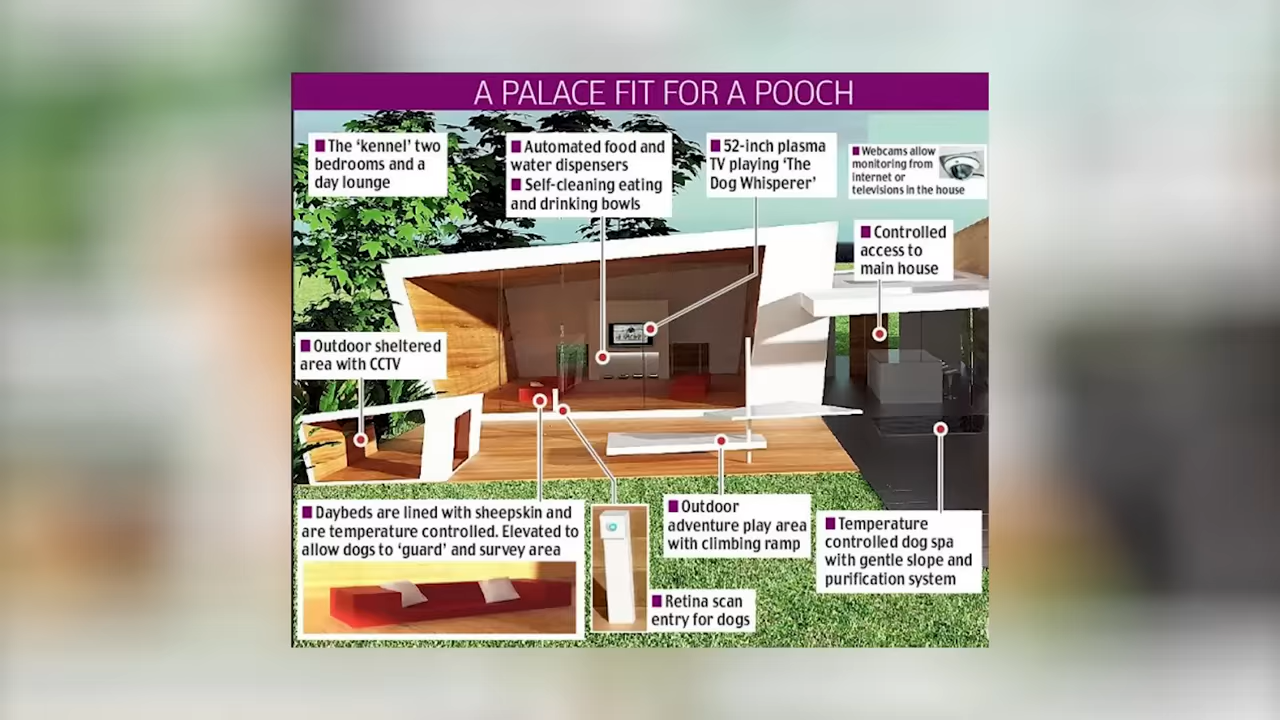 A PALACE FIT FOR A POOCH
The ‘kennel’ two
bedrooms and a
day lounge
Automated food and
water dispensers
Self-cleaning eating
and drinking bowls
52-inch plasma
TV playing ‘The
Dog Whisperer’
Webcams allow
monitoring from
internet or
televisions in the house
Controlled
access to
main house
Outdoor sheltered
area with CCTV
Daybeds are lined with sheepskin and
are temperature controlled. Elevated to
allow dogs to ‘guard’ and survey area
Retina scan
entry for dogs
Outdoor
adventure play area
with climbing ramp
Temperature
controlled dog spa
with gentle slope and
purification system